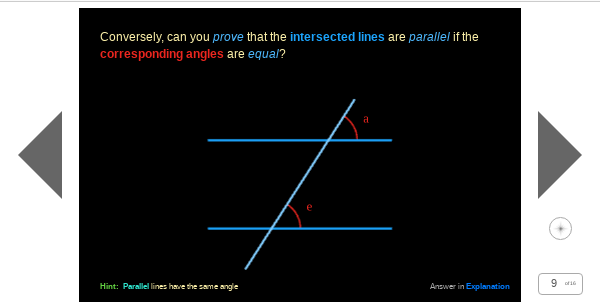 Conversely, can you prove that the intersected lines are parallel if the
corresponding angles are equal?
a
e
Hint: Parallel lines have the same angle
Answer in Explanation
9 of 16